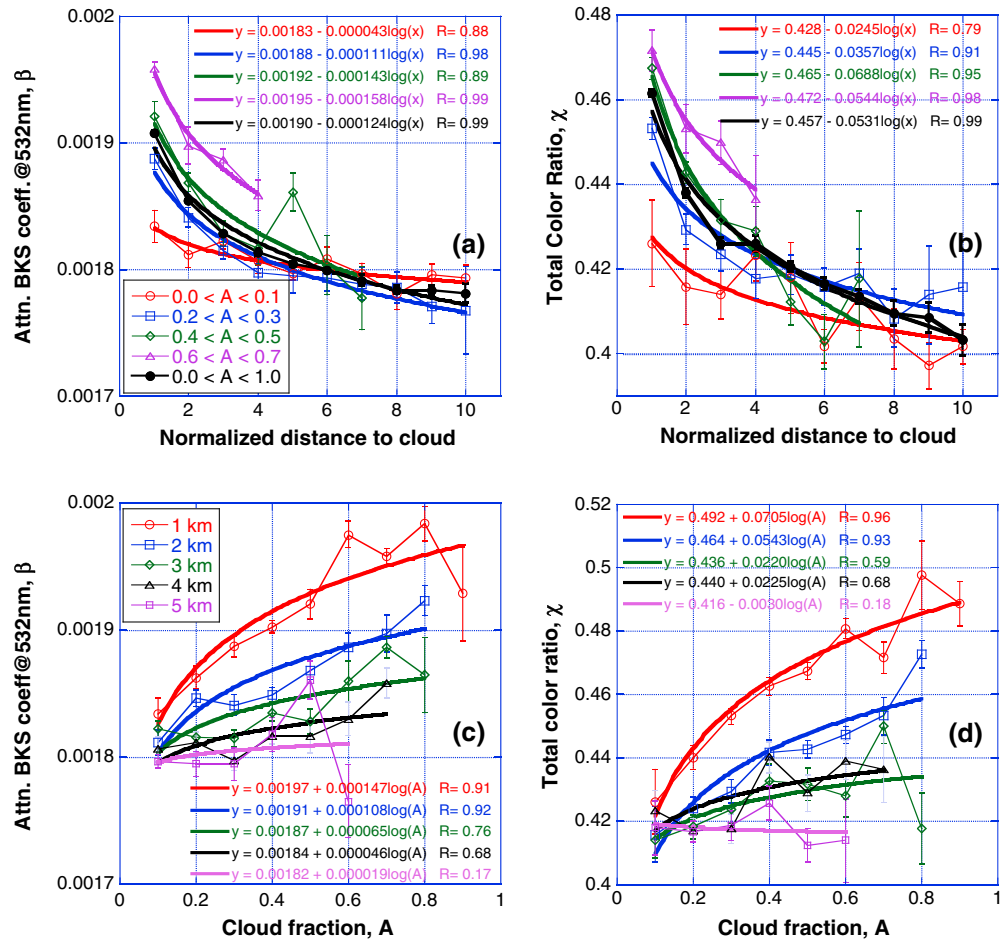 0.002
0.0019
0.0018
0.0017
Attn. BKS coeff.@532nm, β
y = 0.00183 - 0.000043log(x) R= 0.88
y = 0.00188 - 0.000111log(x) R= 0.98
y = 0.00192 - 0.000143log(x) R= 0.89
y = 0.00195 - 0.000158log(x) R= 0.99
y = 0.00190 - 0.000124log(x) R= 0.99
(a)
0.0 < A < 0.1
0.2 < A < 0.3
0.4 < A < 0.5
0.6 < A < 0.7
0.0 < A < 1.0
0 2 4 6 8 10
Normalized distance to cloud
0.48
0.46
0.44
0.42
0.4
Total Color Ratio, χ
y = 0.428 - 0.0245log(x) R= 0.79
y = 0.445 - 0.0357log(x) R= 0.91
y = 0.465 - 0.0688log(x) R= 0.95
y = 0.472 - 0.0544log(x) R= 0.98
y = 0.457 - 0.0531log(x) R= 0.99
(b)
0 2 4 6 8 10
Normalized distance to cloud
0.002
0.0019
0.0018
0.0017
Attn. BKS coeff@532nm, β
1 km
2 km
3 km
4 km
5 km
(c)
y = 0.00197 + 0.000147log(A) R= 0.91
y = 0.00191 + 0.000108log(A) R= 0.92
y = 0.00187 + 0.000065log(A) R= 0.76
y = 0.00184 + 0.000046log(A) R= 0.68
y = 0.00182 + 0.000019log(A) R= 0.17
0 0.2 0.4 0.6 0.8 1
Cloud fraction, A
0.52
0.5
0.48
0.46
0.44
0.42
0.4
Total color ratio, χ
y = 0.492 + 0.0705log(A) R= 0.96
y = 0.464 + 0.0543log(A) R= 0.93
y = 0.436 + 0.0220log(A) R= 0.59
y = 0.440 + 0.0225log(A) R= 0.68
y = 0.416 - 0.0030log(A) R= 0.18
(d)
0 0.2 0.4 0.6 0.8 1
Cloud fraction, A